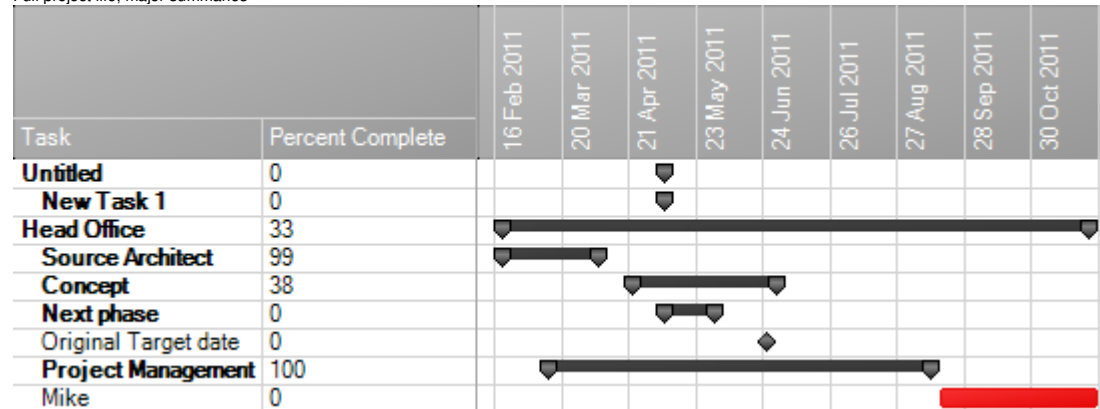 Full project life, major summaries
Task Percent Complete 16 Feb 2011 20 Mar 2011 21 Apr 2011 23 May 2011 24 Jun 2011 26 Jul 2011 27 Aug 2011 28 Sep 2011 30 Oct 2011
Untitled 0
New Task 1 0
Head Office 33
Source Architect 99
Concept 38
Next phase 0
Original Target date 0
Project Management 100
Mike 0